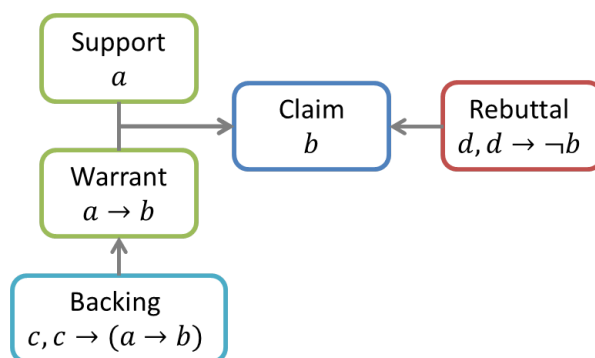 Support
a
Claim
b
Rebuttal
d, d → ¬b
Warrant
a → b
Backing
c, c → (a → b)